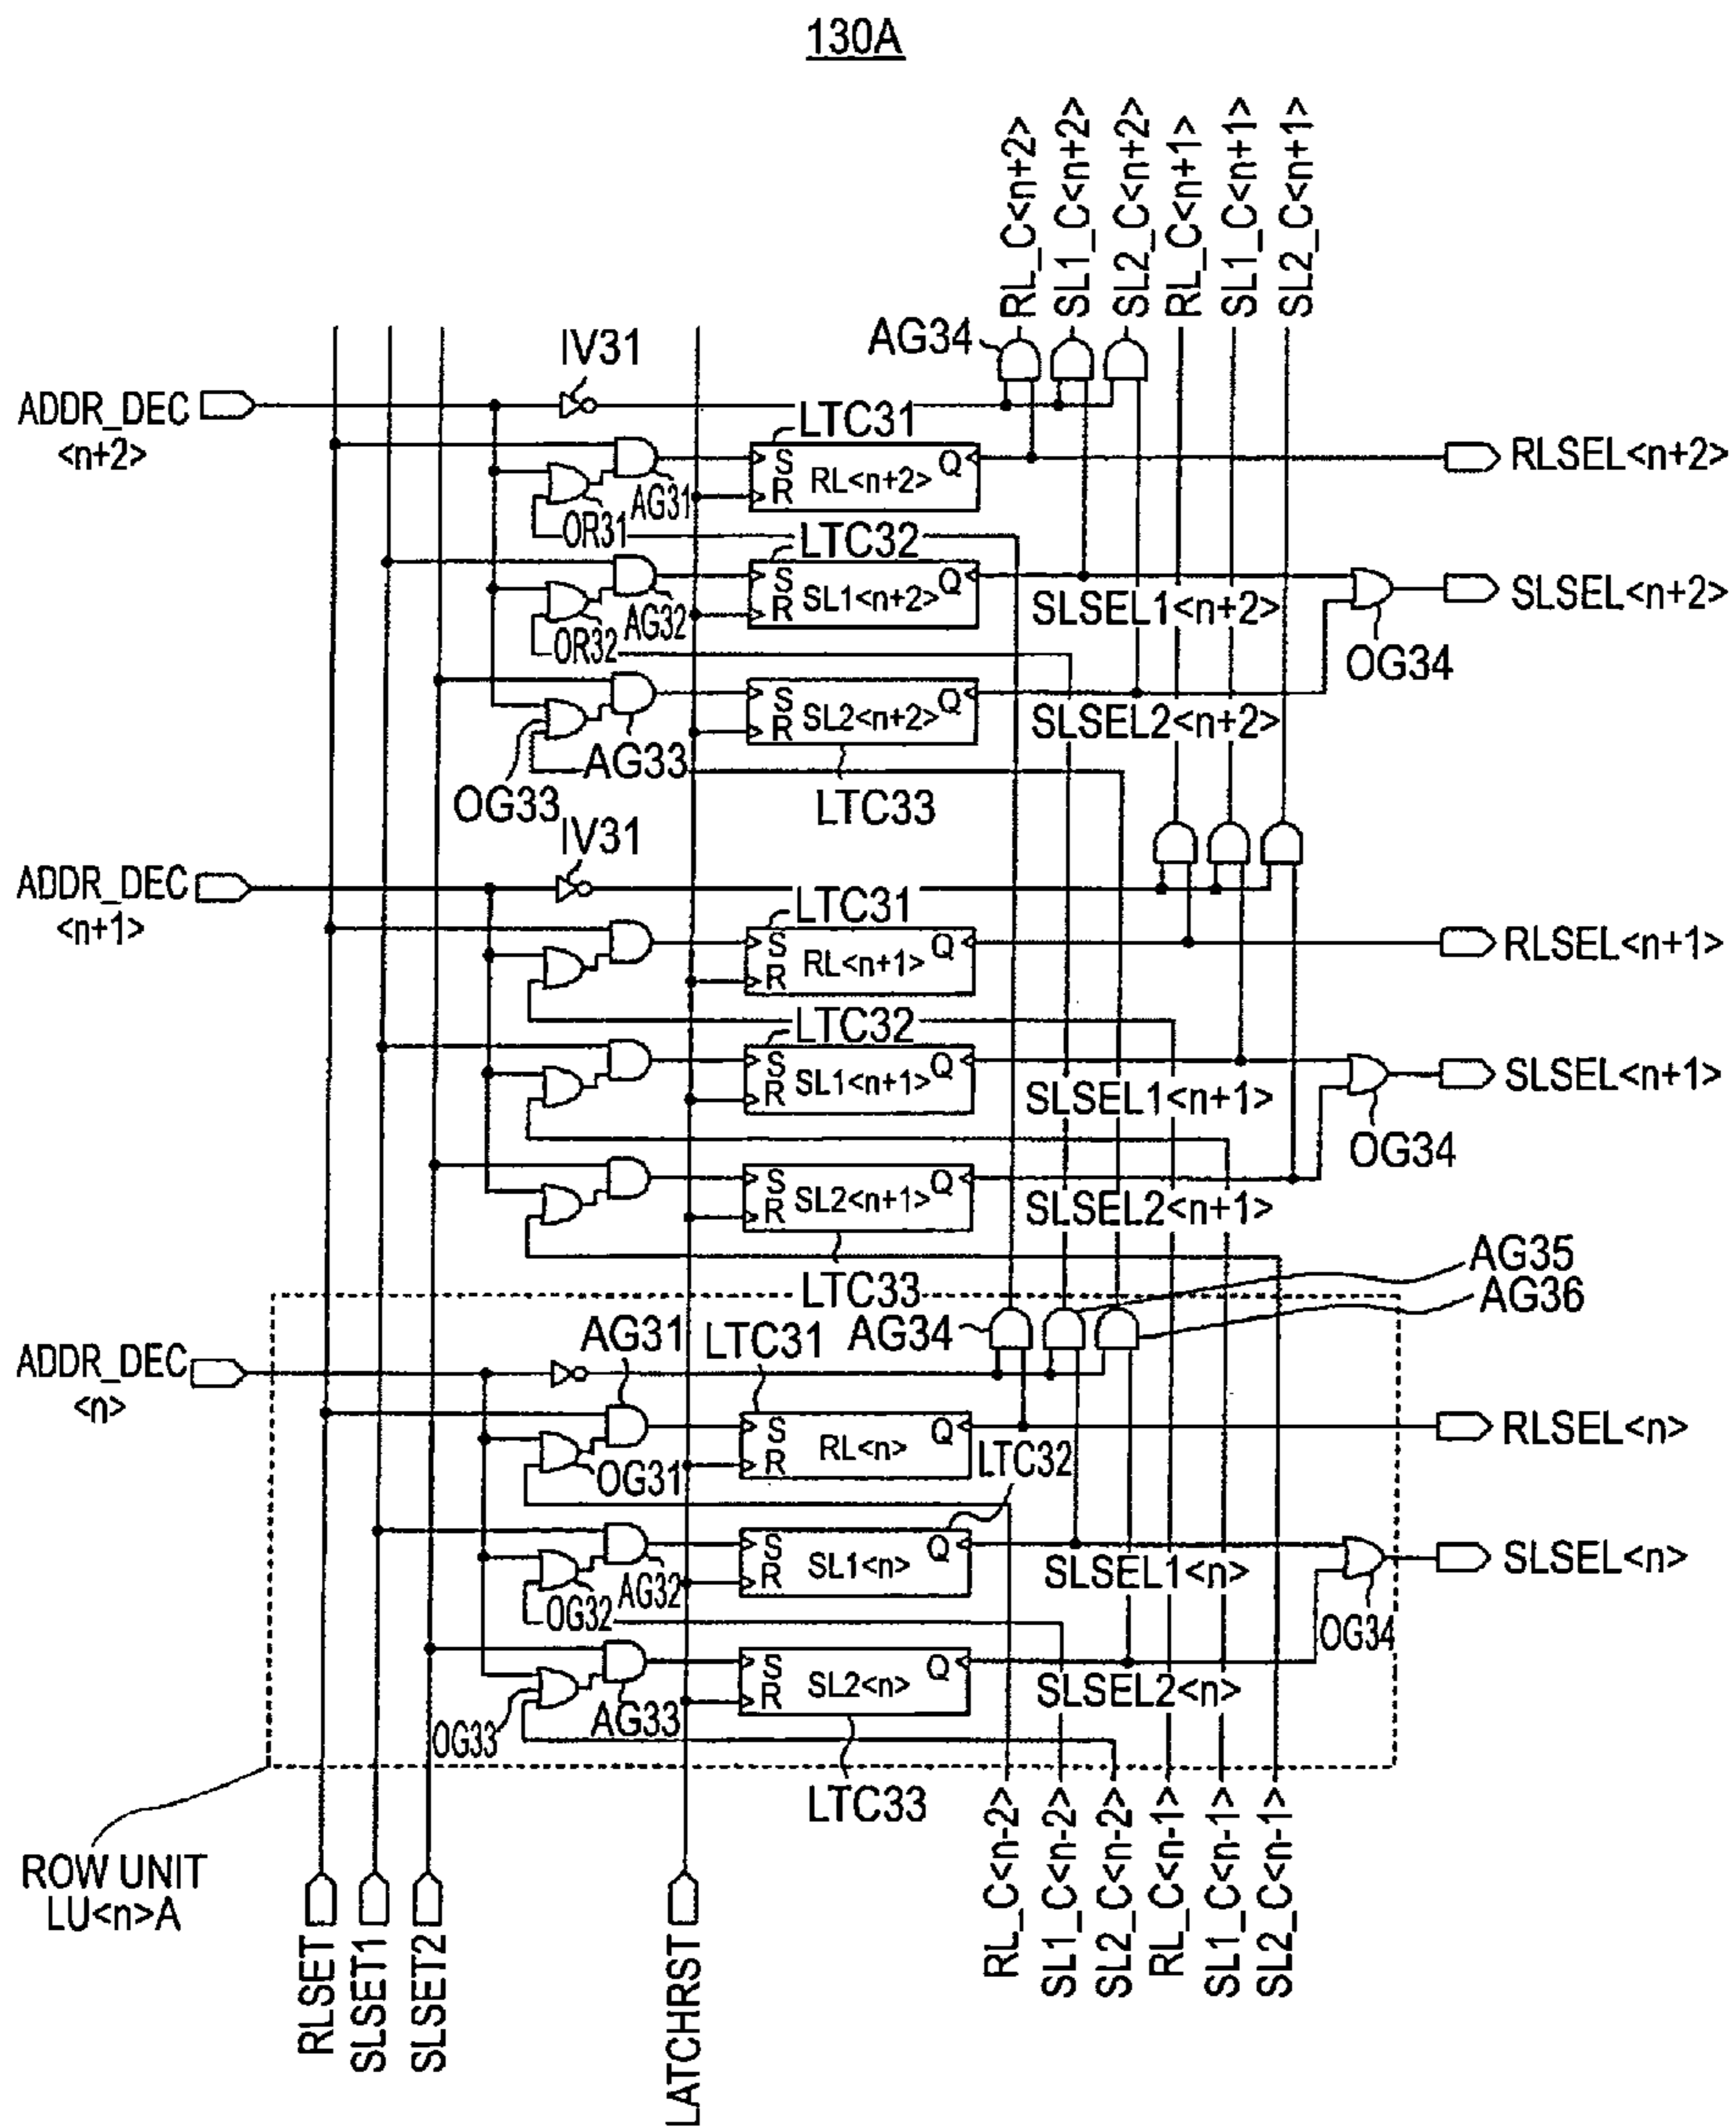 130A
RL_C<n+2>
SL1_C<n+2>
SL2_C<n+2>
RL_C<n+1>
SL1_C<n+1>
SL2_C<n+1>
AG34
IV31
ADDR_DEC
<n+2>
LTC31
S
RL<n+2>
Q
R
RLSEL<n+2>
AG31
OR31
LTC32
S
SL1<n+2>
Q
R
SLSEL1<n+2>
SLSEL<n+2>
AG32
OR32
OG34
S
SL2<n+2>
Q
R
SLSEL2<n+2>
AG33
OG33
LTC33
IV31
ADDR_DEC
<n+1>
LTC31
S
RL<n+1>
Q
R
RLSEL<n+1>
LTC32
S
SL1<n+1>
Q
R
SLSEL1<n+1>
SLSEL<n+1>
OG34
S
SL2<n+1>
Q
R
SLSEL2<n+1>
LTC33
LTC33
AG35
AG36
AG31
LTC31
AG34
ADDR_DEC
<n>
S
RL<n>
Q
R
RLSEL<n>
LTC32
OG31
S
SL1<n>
Q
R
SLSEL1<n>
SLSEL<n>
AG32
OG32
OG34
S
SL2<n>
Q
R
SLSEL2<n>
AG33
OG33
LTC33
ROW UNIT
LU<n>A
RLSET
SLSET1
SLSET2
LATCHRST
RL_C<n-2>
SL1_C<n-2>
SL2_C<n-2>
RL_C<n-1>
SL1_C<n-1>
SL2_C<n-1>